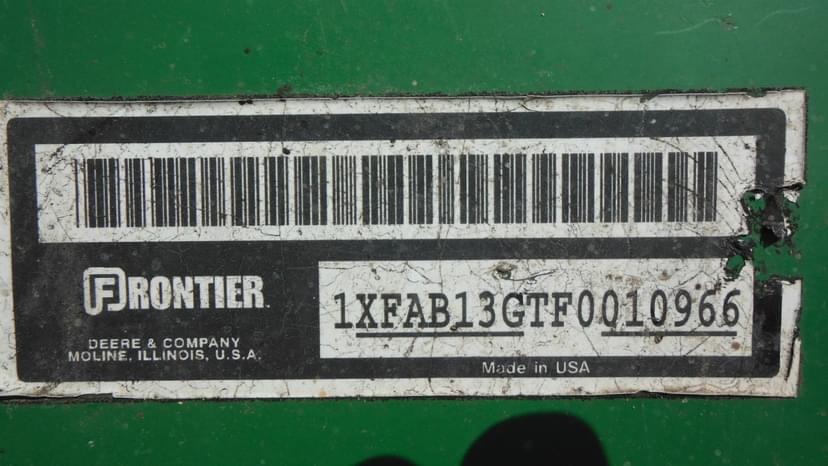 FRONTIER
DEERE & COMPANY
MOLINE, ILLINOIS, U.S.A.
1XFAB13GTF0010966
Made in USA